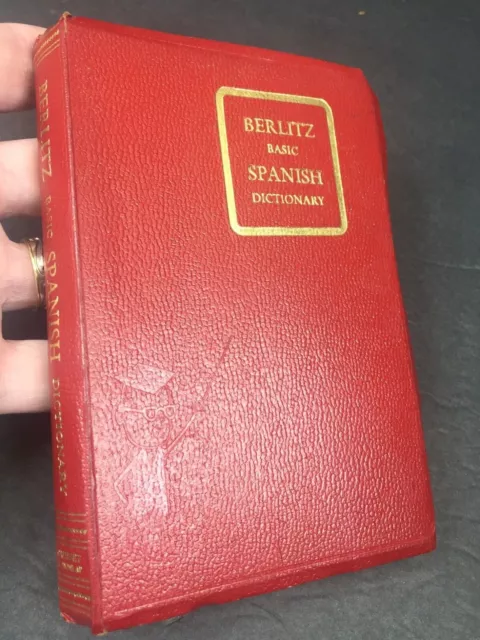 BERLITZ
BASIC
SPANISH
DICTIONARY
BERLITZ BASIC SPANISH DICTIONARY